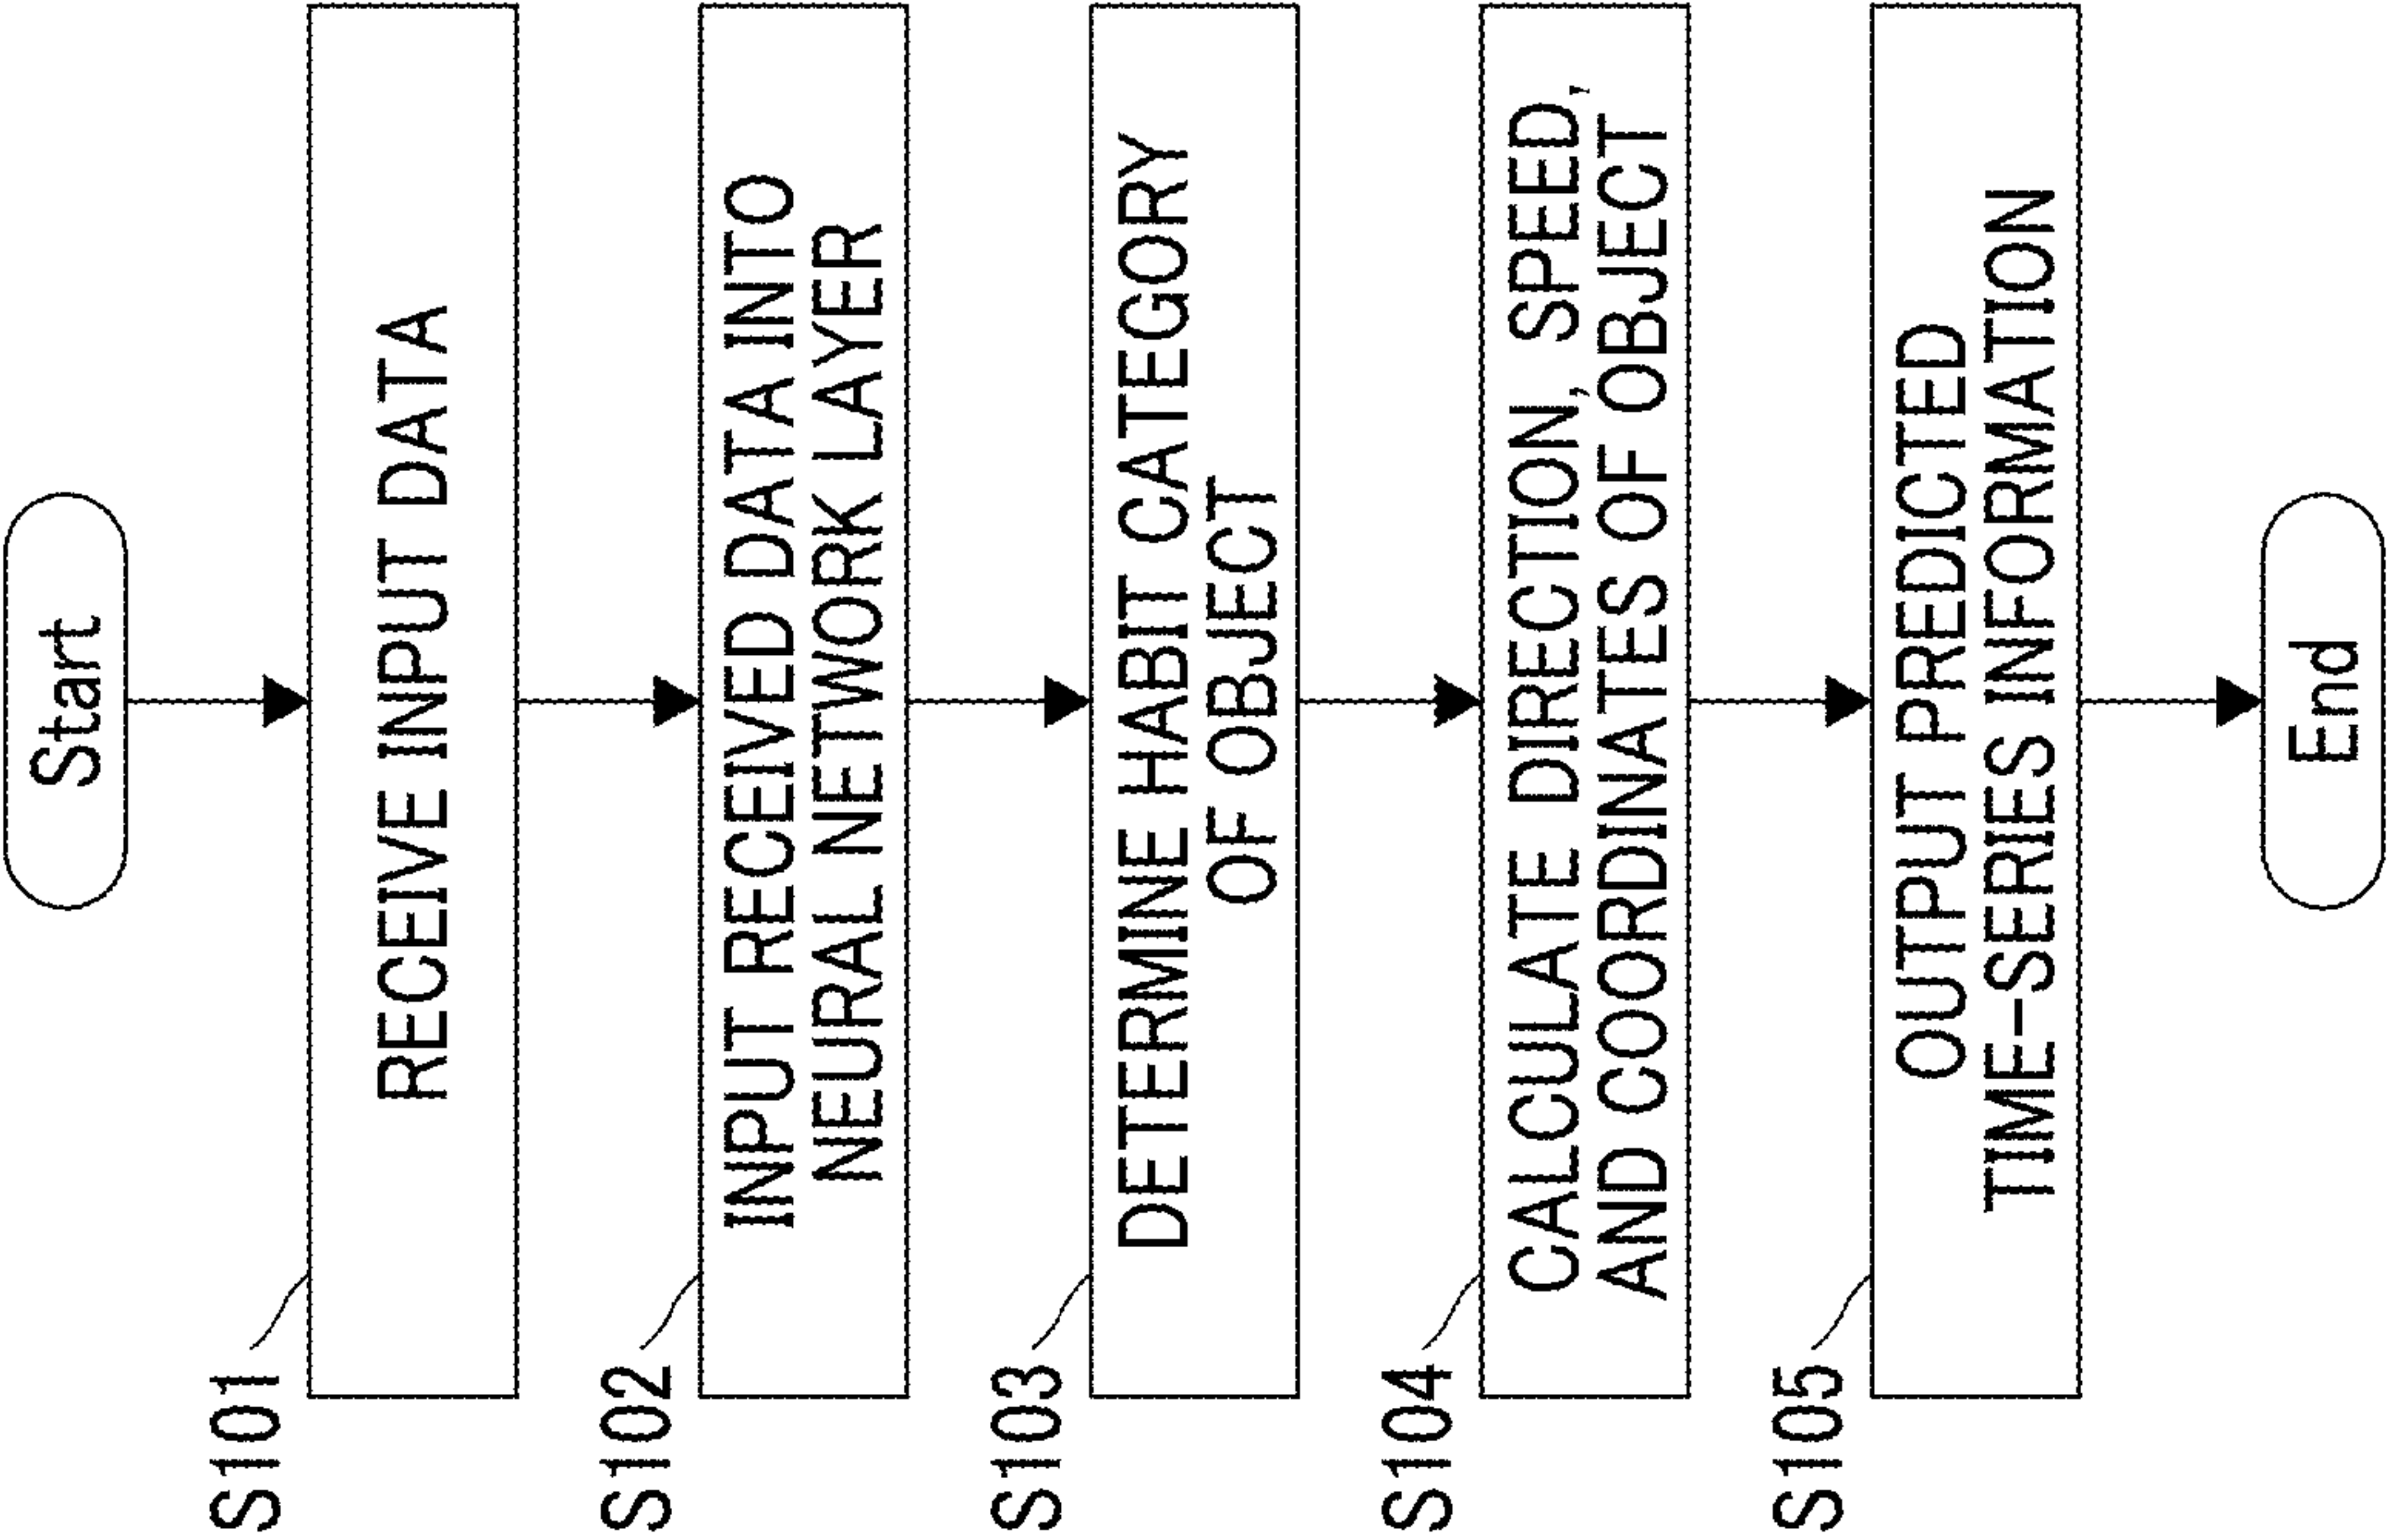 Start
S101
RECEIVE INPUT DATA
S102
INPUT RECEIVED DATA INTO
NEURAL NETWORK LAYER
S103
DETERMINE HABIT CATEGORY
OF OBJECT
S104
CALCULATE DIRECTION, SPEED,
AND COORDINATES OF OBJECT
S105
OUTPUT PREDICTED
TIME-SERIES INFORMATION
End